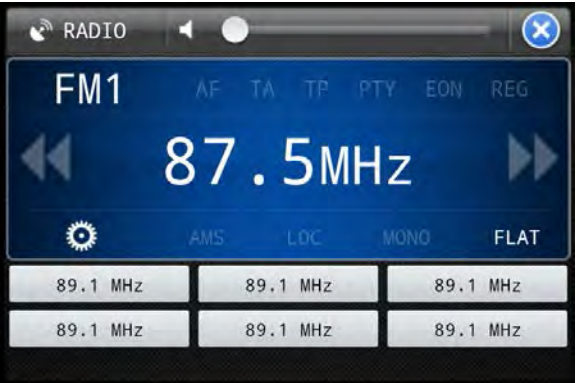 RADIO
FM1 AF TA TP PTY EON REG
87.5MHz
AMS LOC MONO FLAT
89.1 MHz 89.1 MHz 89.1 MHz
89.1 MHz 89.1 MHz 89.1 MHz